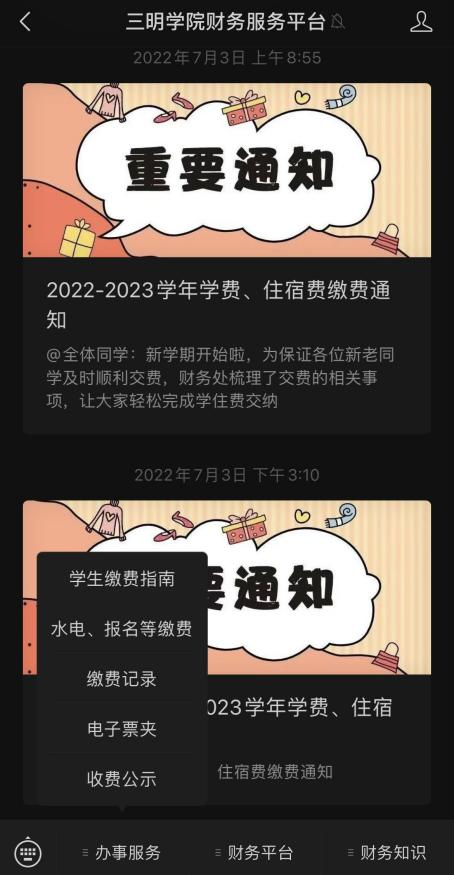 三明学院财务服务平台
2022年7月3日 上午8:55
重要通知
2022-2023学年学费、住宿费缴费通
知
@全体同学：新学期开始啦，为保证各位新老同
学及时顺利交费，财务处梳理了交费的相关事
项，让大家轻松完成学住费交纳
2022年7月3日 下午3:10
要通知
学生缴费指南
水电、报名等缴费
缴费记录
023学年学费、住宿
电子票夹
住宿费缴费通知
收费公示
办事服务
财务平台
财务知识